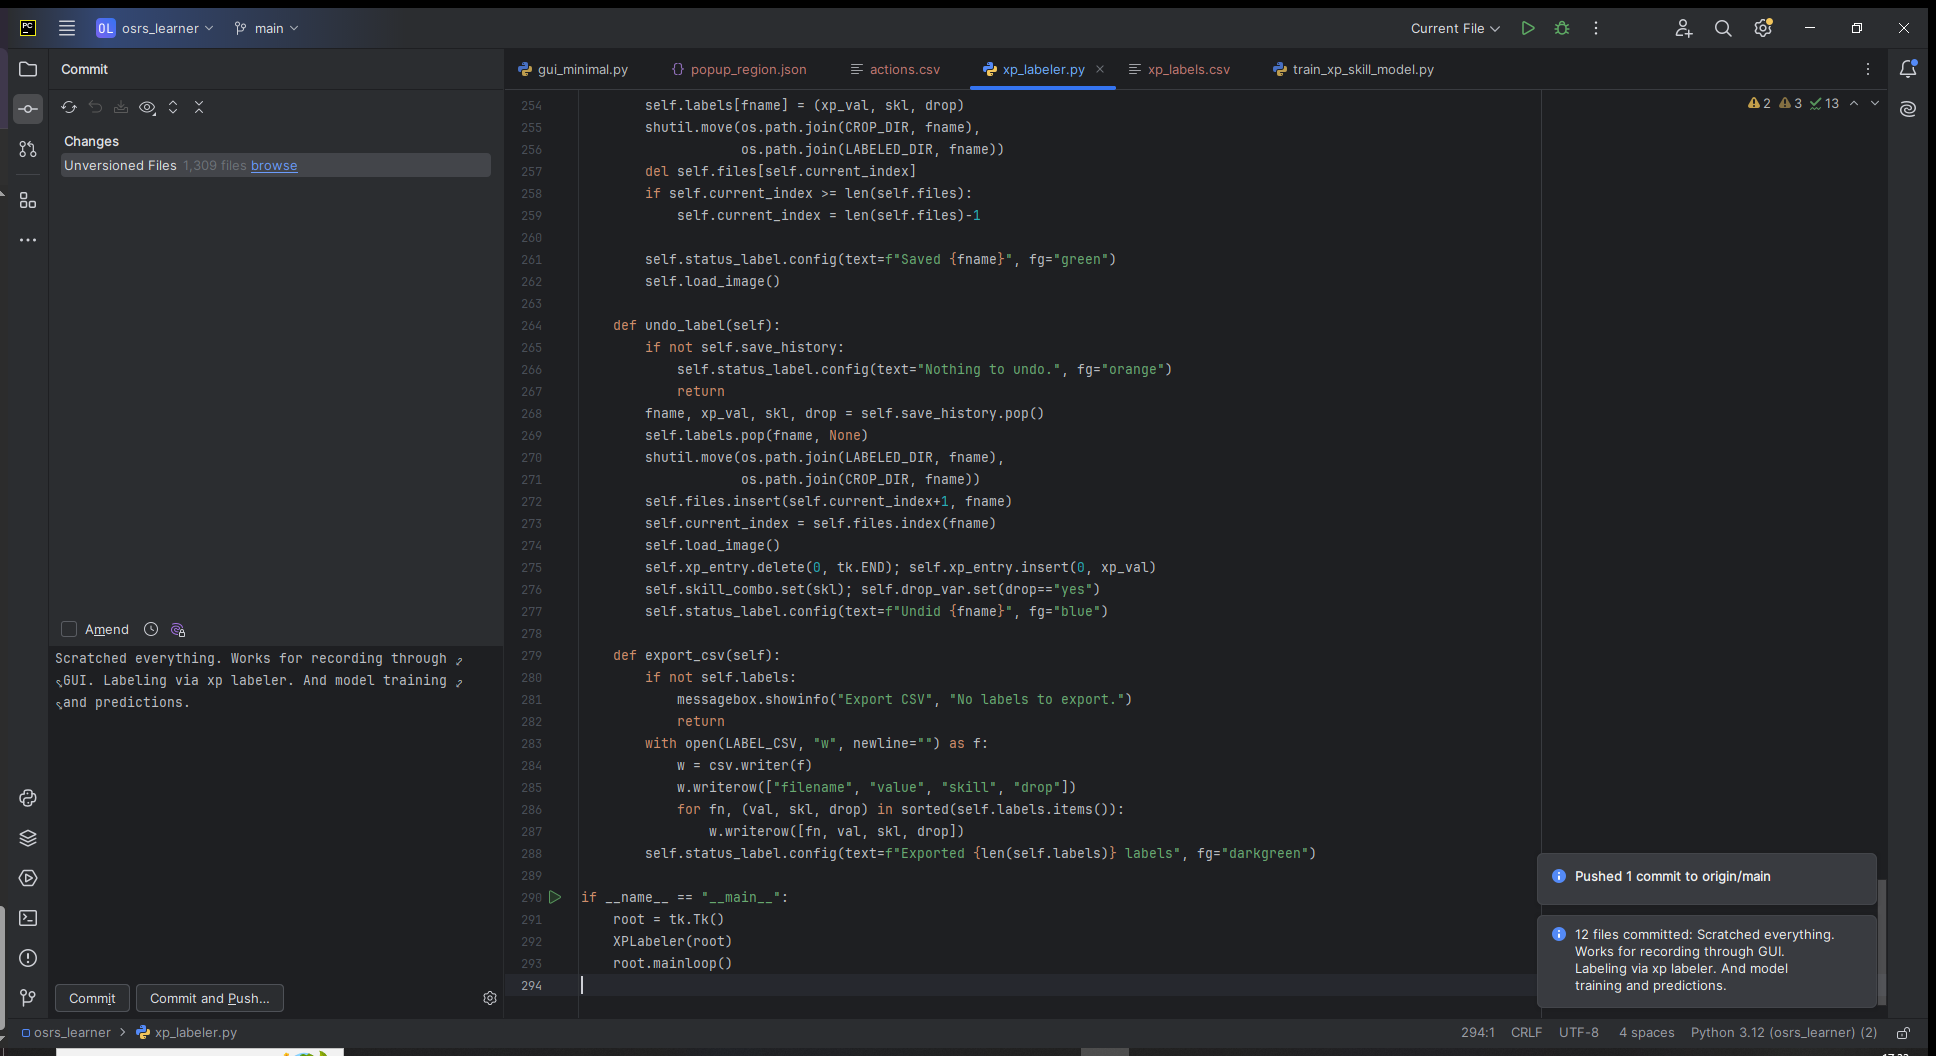 PC
OL osrs_learner
main
Current File
Commit
gui_minimal.py
popup_region.json
actions.csv
xp_labeler.py
xp_labels.csv
train_xp_skill_model.py
2 3 13
Changes
Unversioned Files 1,309 files browse
Amend
Scratched everything. Works for recording through
GUI. Labeling via xp labeler. And model training
and predictions.
Commit
Commit and Push...
254 self.labels[fname] = (xp_val, skl, drop)
255 shutil.move(os.path.join(CROP_DIR, fname),
256 os.path.join(LABELED_DIR, fname))
257 del self.files[self.current_index]
258 if self.current_index >= len(self.files):
259 self.current_index = len(self.files)-1
260
261 self.status_label.config(text=f"Saved {fname}", fg="green")
262 self.load_image()
263
264 def undo_label(self):
265 if not self.save_history:
266 self.status_label.config(text="Nothing to undo.", fg="orange")
267 return
268 fname, xp_val, skl, drop = self.save_history.pop()
269 self.labels.pop(fname, None)
270 shutil.move(os.path.join(LABELED_DIR, fname),
271 os.path.join(CROP_DIR, fname))
272 self.files.insert(self.current_index+1, fname)
273 self.current_index = self.files.index(fname)
274 self.load_image()
275 self.xp_entry.delete(0, tk.END); self.xp_entry.insert(0, xp_val)
276 self.skill_combo.set(skl); self.drop_var.set(drop=="yes")
277 self.status_label.config(text=f"Undid {fname}", fg="blue")
278
279 def export_csv(self):
280 if not self.labels:
281 messagebox.showinfo("Export CSV", "No labels to export.")
282 return
283 with open(LABEL_CSV, "w", newline="") as f:
284 w = csv.writer(f)
285 w.writerow(["filename", "value", "skill", "drop"])
286 for fn, (val, skl, drop) in sorted(self.labels.items()):
287 w.writerow([fn, val, skl, drop])
288 self.status_label.config(text=f"Exported {len(self.labels)} labels", fg="darkgreen")
289
290 if __name__ == "__main__":
291 root = tk.Tk()
292 XPLabeler(root)
293 root.mainloop()
294
Pushed 1 commit to origin/main
12 files committed: Scratched everything.
Works for recording through GUI.
Labeling via xp labeler. And model
training and predictions.
osrs_learner > xp_labeler.py
294:1 CRLF UTF-8 4 spaces Python 3.12 (osrs_learner) (2)